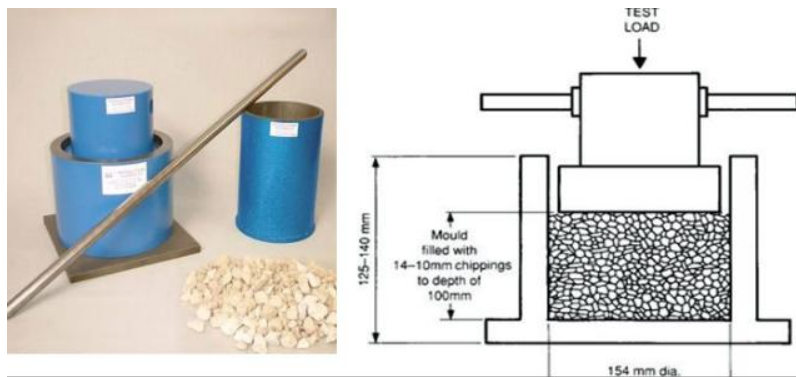 TEST
LOAD
125–140 mm
Mould
filled with
14–10mm chippings
to depth of
100mm
154 mm dia.